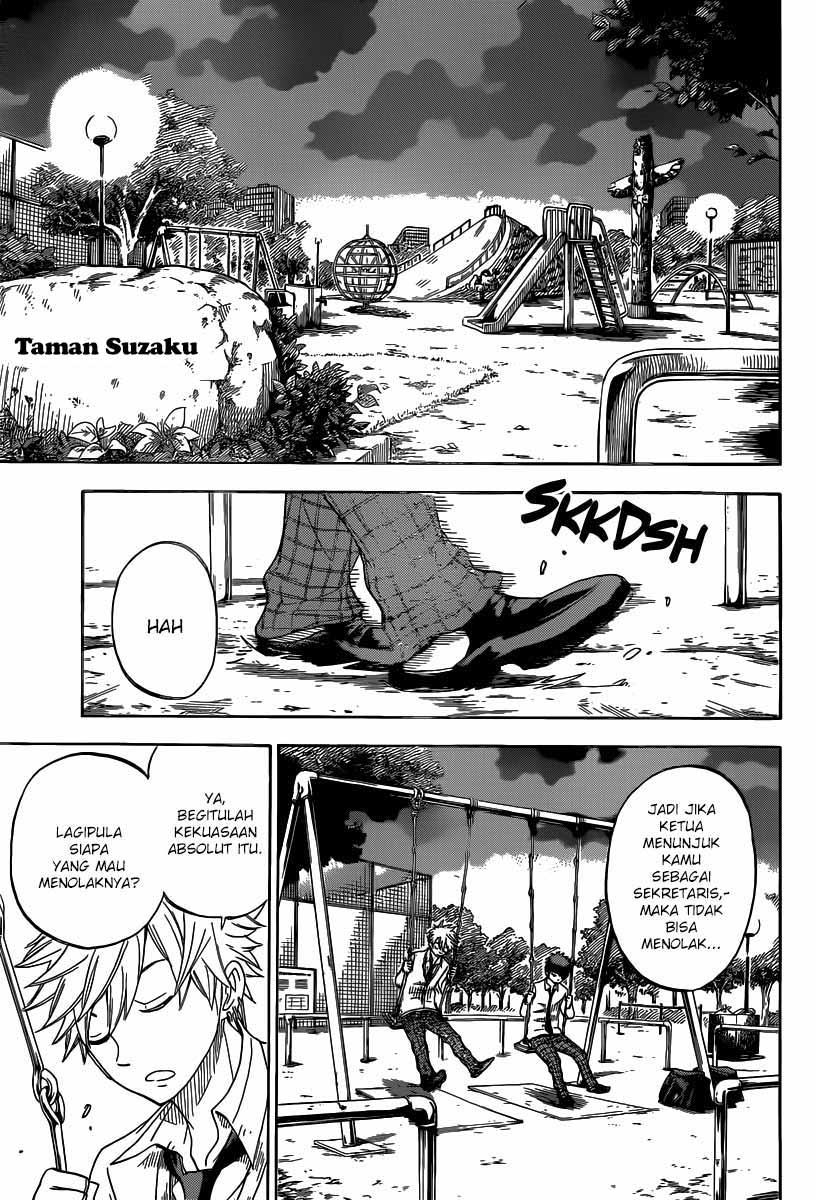 Taman Suzaku
SKKDSH
HAH
JADI JIKA
KETUA
MENUNJUK
KAMU
SEBAGAI
SEKRETARIS,-
MAKA TIDAK
BISA
MENOLAK...
YA,
BEGITULAH
KEKUASAAN
ABSOLUT ITU.
LAGIPULA
SIAPA
YANG MAU
MENOLAKNYA?